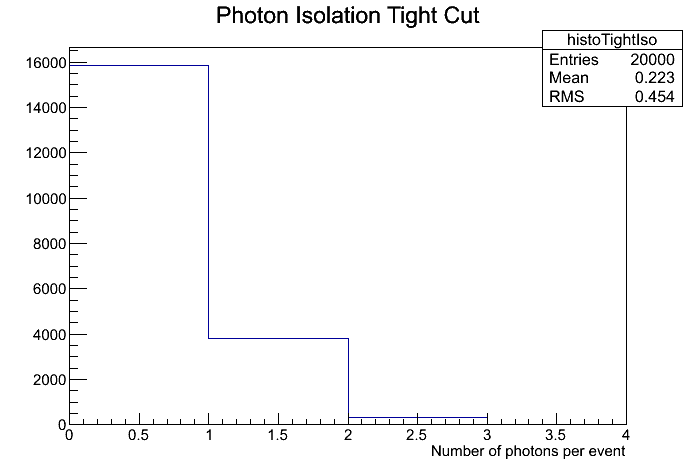 Photon Isolation Tight Cut
histoTightIso
Entries 20000
Mean 0.223
RMS 0.454
16000
14000
12000
10000
8000
6000
4000
2000
0
0 0.5 1 1.5 2 2.5 3 3.5 4
Number of photons per event